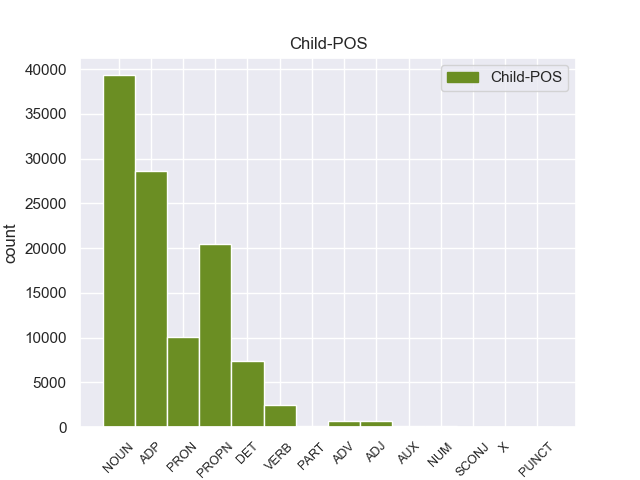 Child-POS
Child-POS
40000
35000
30000
25000
20000
15000
10000
5000
0
count
NOUN
ADP
PRON
PROPN
DET
VERB
PART
ADV
ADJ
AUX
NUM
SCONJ
X
PUNCT